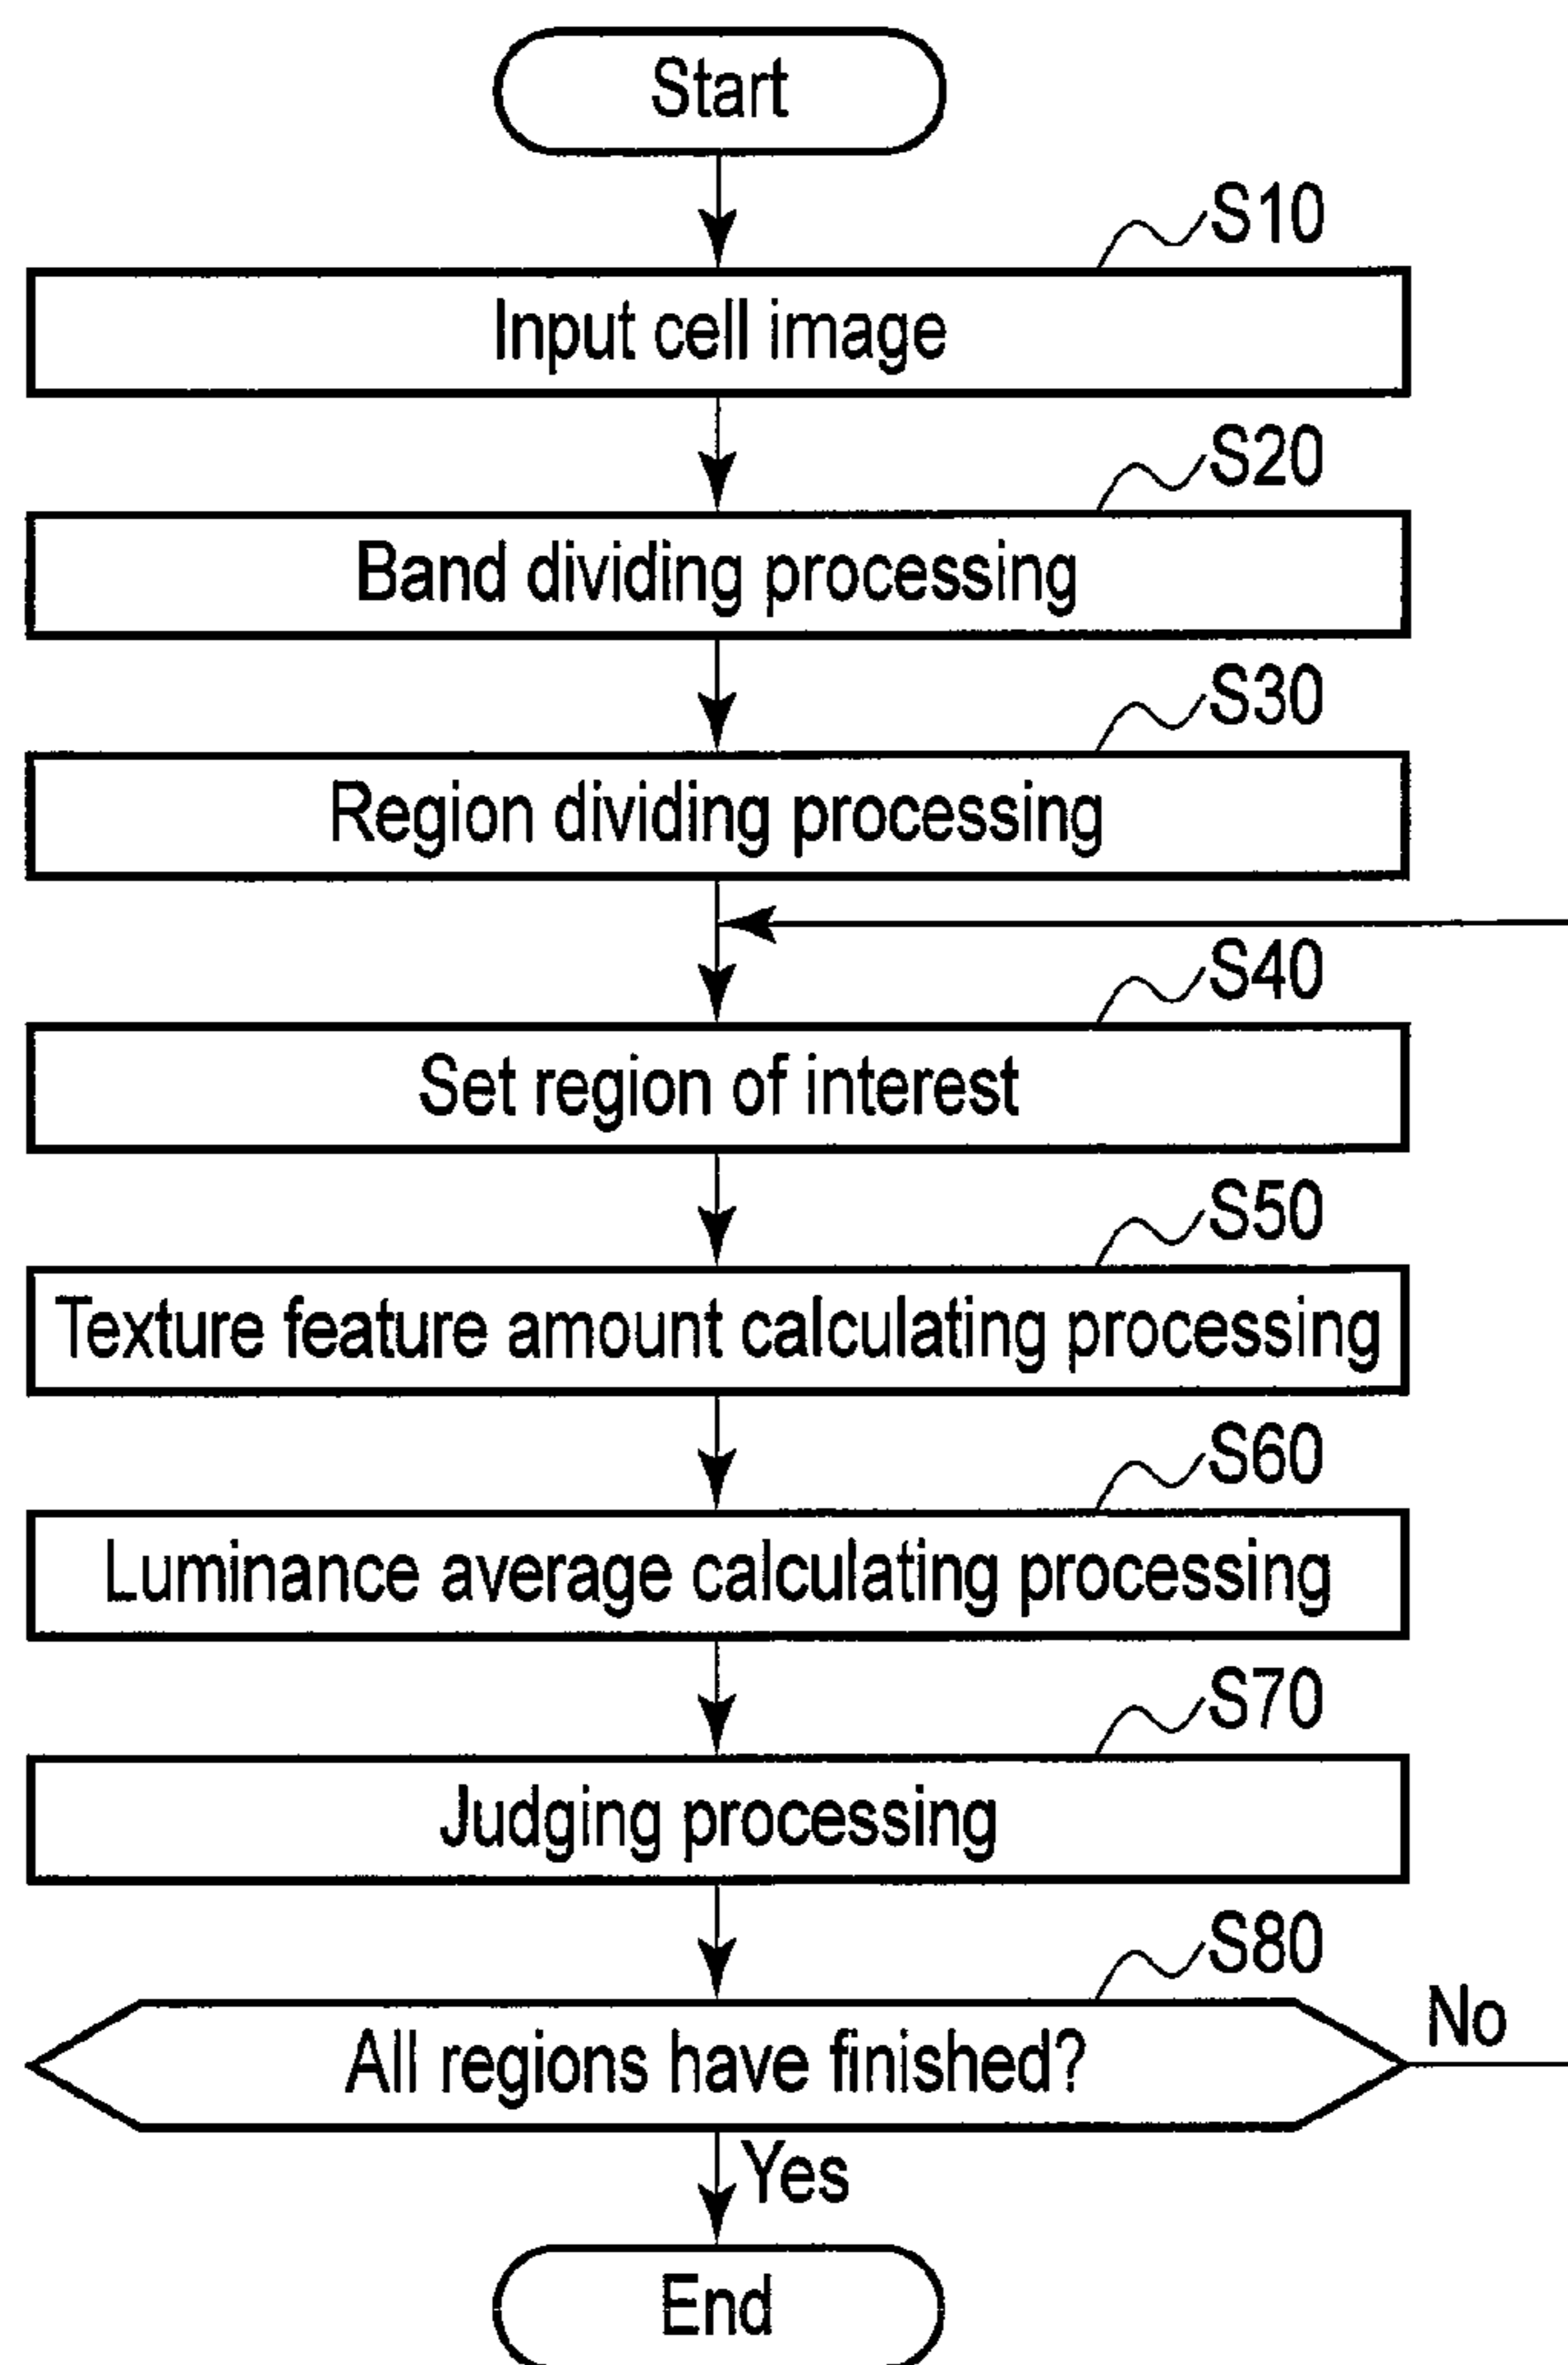 Start
S10
Input cell image
S20
Band dividing processing
S30
Region dividing processing
S40
Set region of interest
S50
Texture feature amount calculating processing
S60
Luminance average calculating processing
S70
Judging processing
S80
All regions have finished?
No
Yes
End